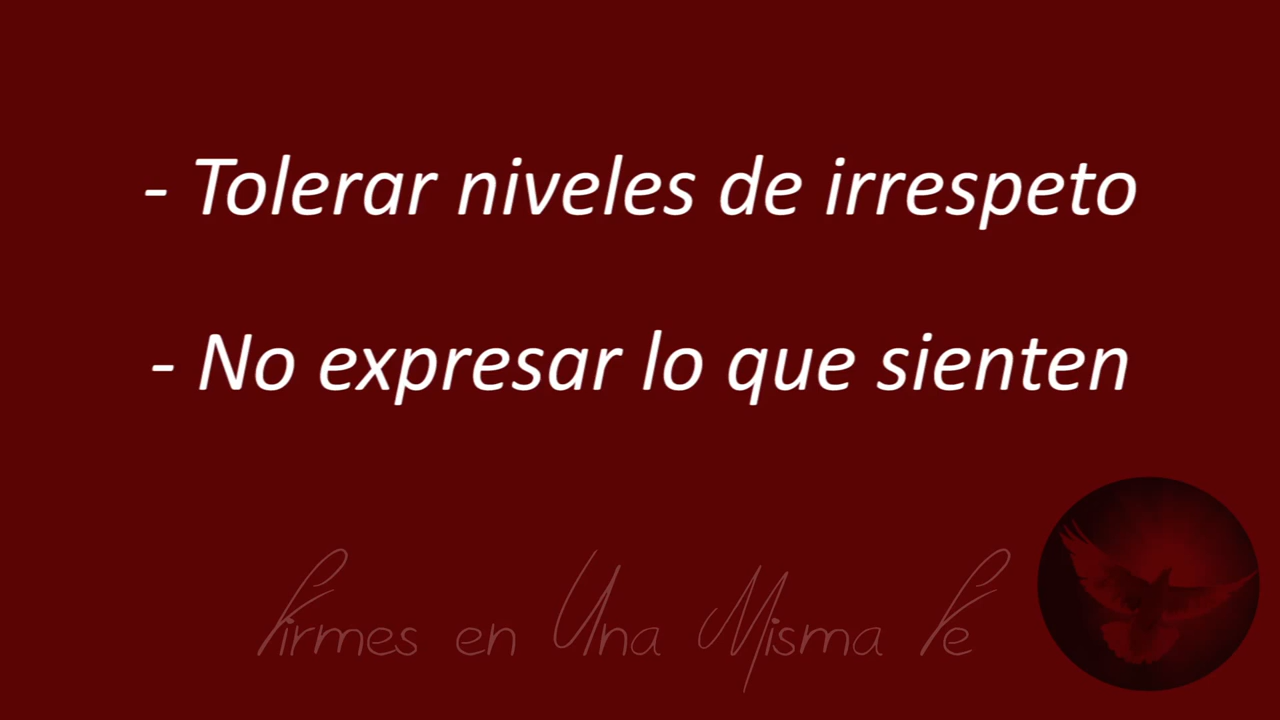 - Tolerar niveles de irrespeto
- No expresar lo que sienten
Firmes en Una Misma Fe